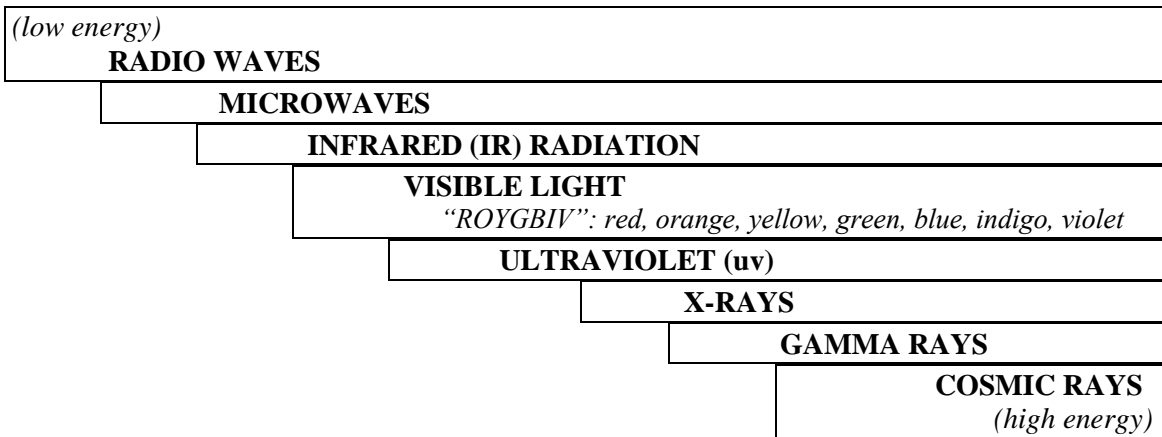 (low energy)
RADIO WAVES
MICROWAVES
INFRARED (IR) RADIATION
VISIBLE LIGHT
“ROYGBIV”: red, orange, yellow, green, blue, indigo, violet
ULTRAVIOLET (uv)
X-RAYS
GAMMA RAYS
COSMIC RAYS
(high energy)